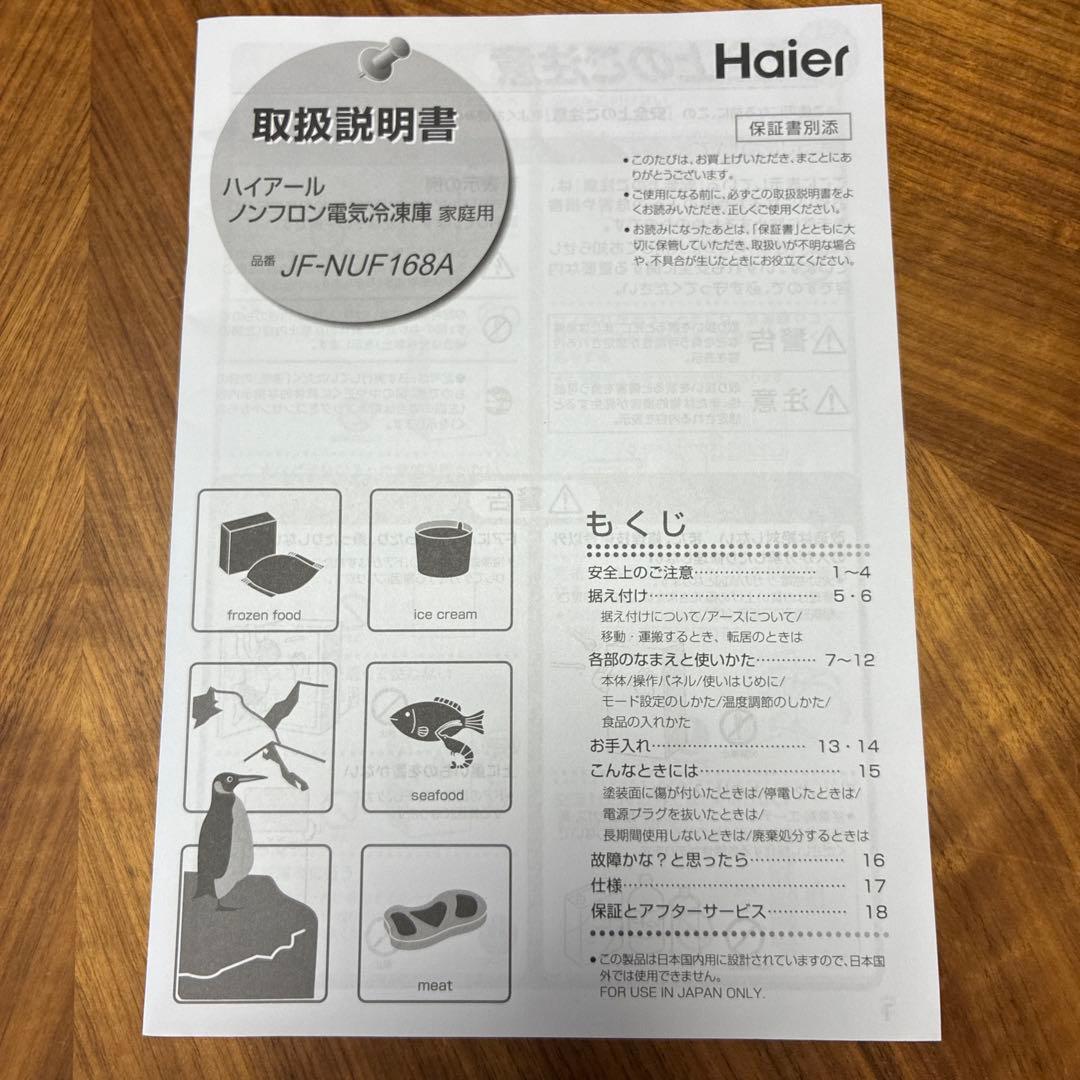 取扱説明書
ハイアール
ノンフロン電気冷凍庫 家庭用
品番 JF-NUF168A
Haier
保証書別添
●このたびは、お買上げいただき、まことにあ
りがとうございます。
●ご使用になる前に、必ずこの取扱説明書をよ
くお読みいただき、正しくご使用ください。
●お読みになったあとは、「保証書」とともに大
切に保管していただき、取扱いが不明な場合
や、不具合が生じたときにお役立てください。
frozen food
ice cream
seafood
meat
もくじ
安全上のご注意………………… 1〜4
据え付け………………………… 5・6
据え付けについて/アースについて/
移動・運搬するとき、転居のときは
各部のなまえと使いかた………… 7〜12
本体/操作パネル/使いはじめに/
モード設定のしかた/温度調節のしかた/
食品の入れかた
お手入れ………………………… 13・14
こんなときには……………………… 15
塗装面に傷が付いたときは/停電したときは/
電源プラグを抜いたときは/
長期間使用しないときは/廃棄処分するときは
故障かな？と思ったら……………… 16
仕様…………………………………… 17
保証とアフターサービス…………… 18
●この製品は日本国内用に設計されていますので、日本国
外では使用できません。
FOR USE IN JAPAN ONLY.